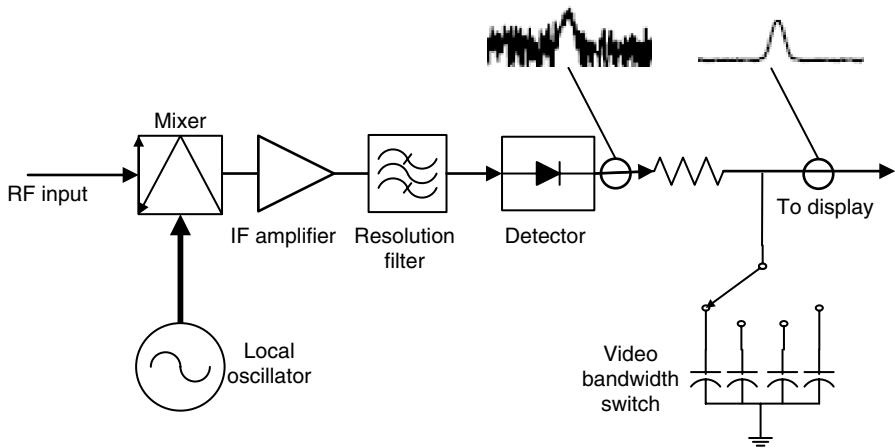 Mixer
RF input
IF amplifier
Resolution
filter
Detector
To display
Local
oscillator
Video
bandwidth
switch